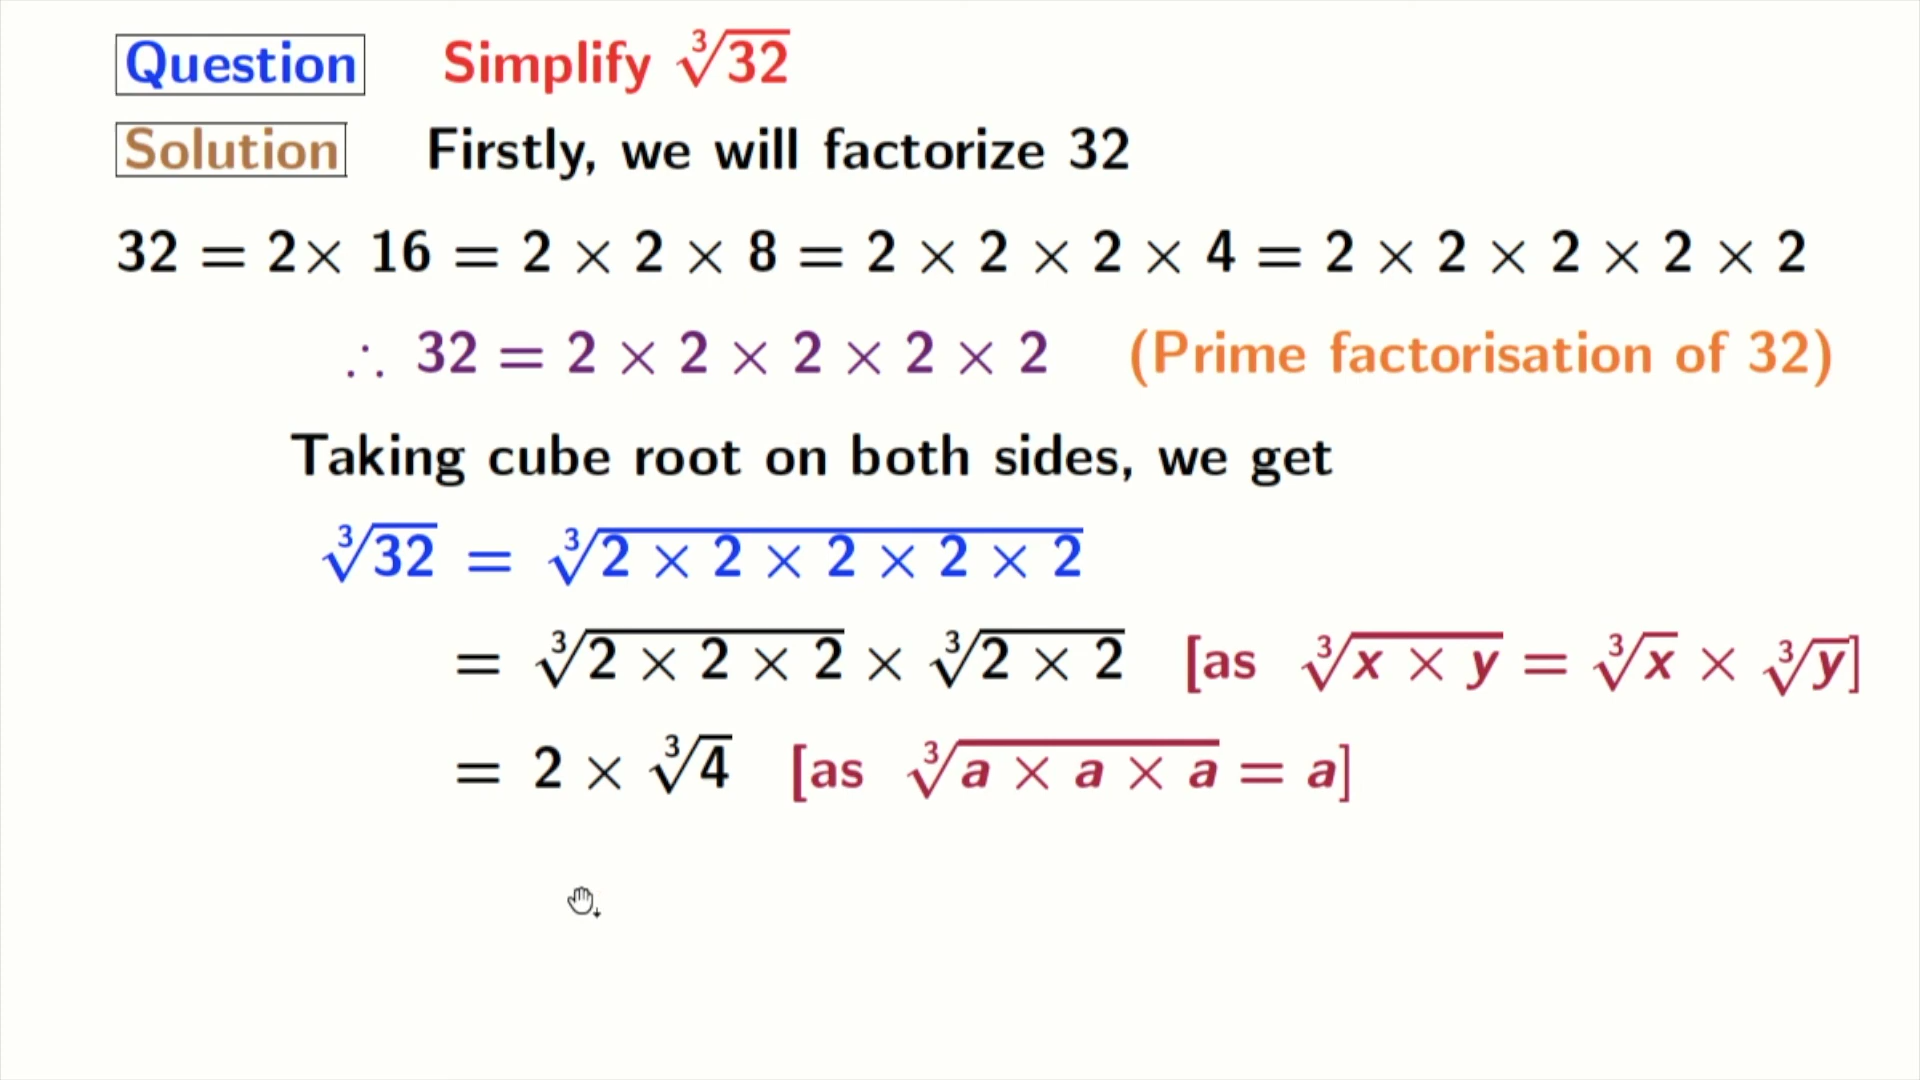 Question Simplify ∛32
Solution Firstly, we will factorize 32
32 = 2× 16 = 2 × 2 × 8 = 2 × 2 × 2 × 4 = 2 × 2 × 2 × 2 × 2
∴ 32 = 2 × 2 × 2 × 2 × 2 (Prime factorisation of 32)
Taking cube root on both sides, we get
∛32 = ∛(2 × 2 × 2 × 2 × 2)
= ∛(2 × 2 × 2) × ∛(2 × 2) [as ∛(x × y) = ∛x × ∛y]
= 2 × ∛4 [as ∛(a × a × a) = a]